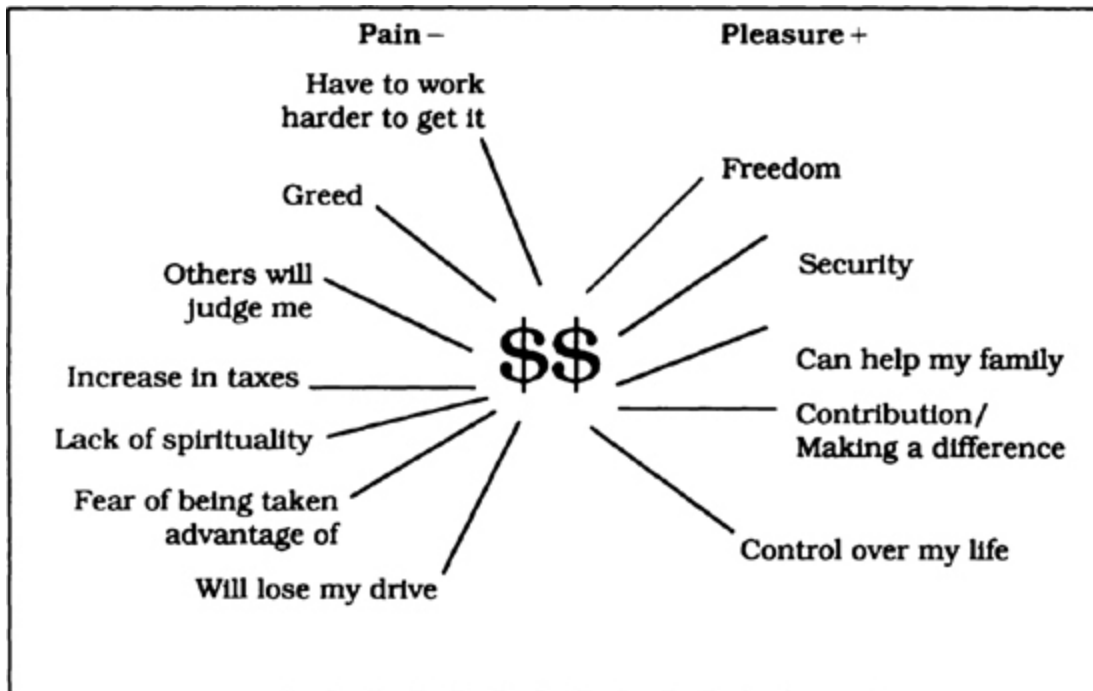 Pain –
Have to work
harder to get it
Greed
Others will
judge me
Increase in taxes
Lack of spirituality
Fear of being taken
advantage of
Will lose my drive
$$
Pleasure +
Freedom
Security
Can help my family
Contribution/
Making a difference
Control over my life